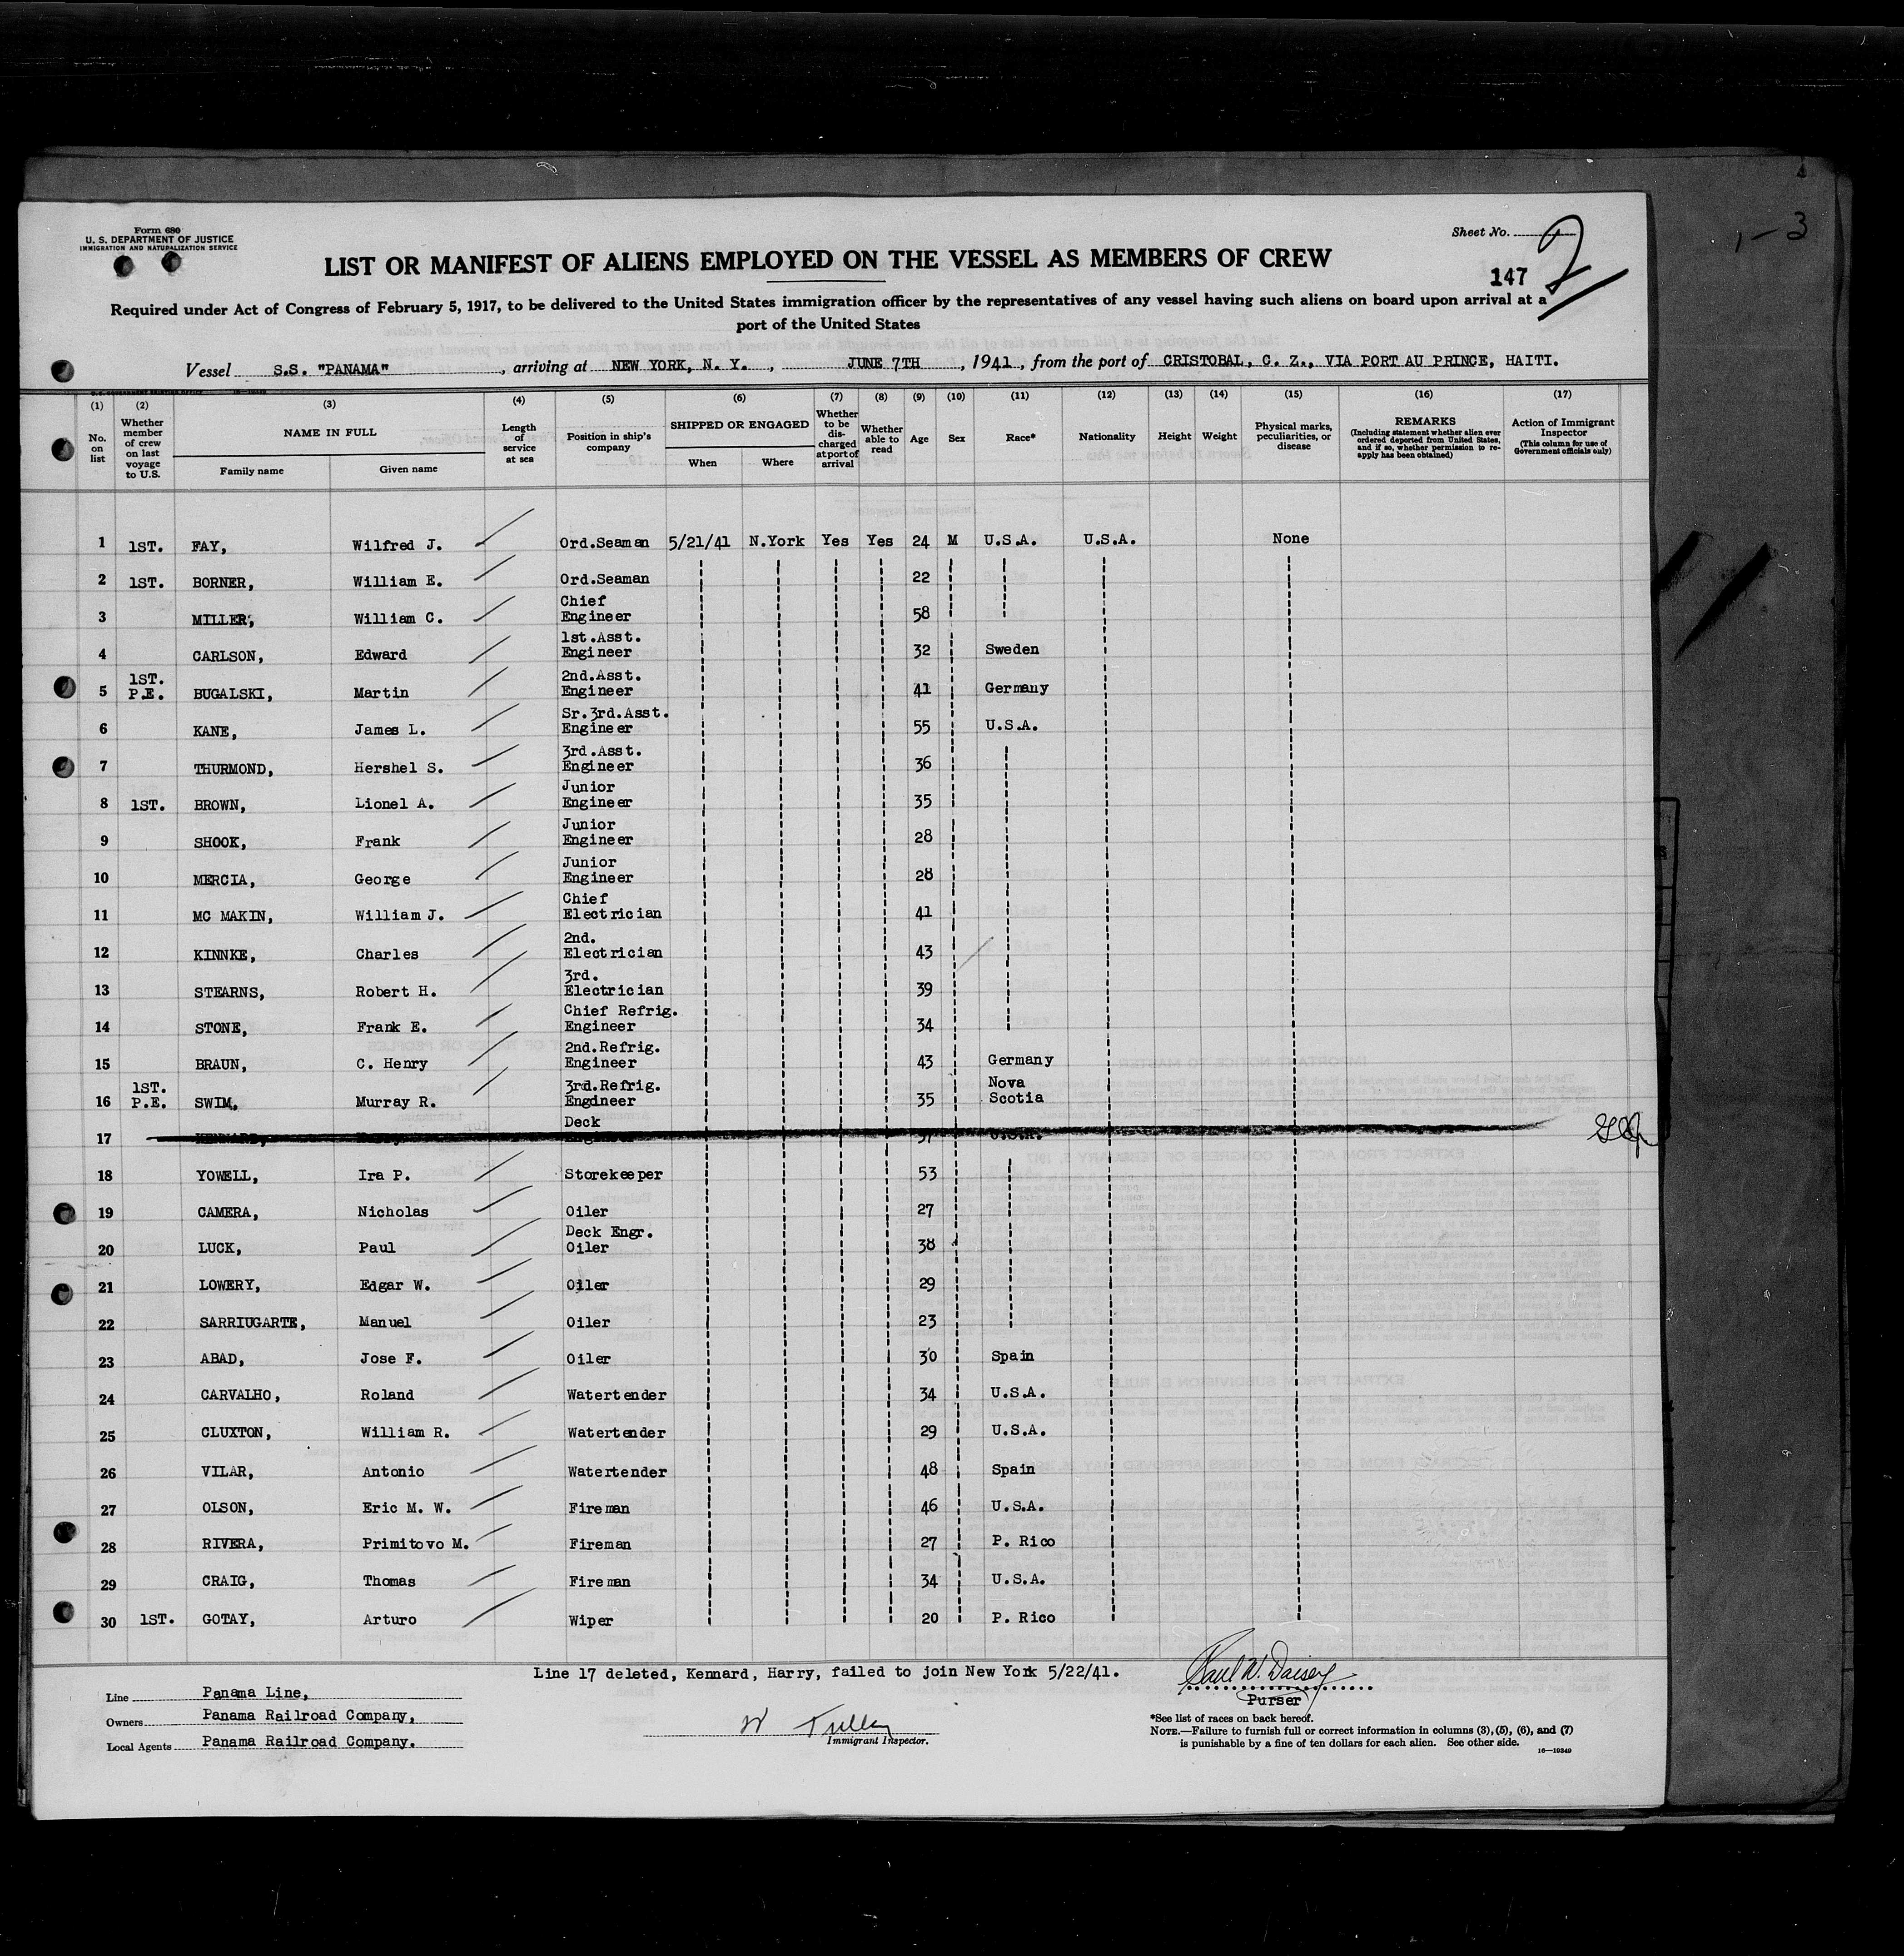 Form 680
U. S. DEPARTMENT OF JUSTICE
IMMIGRATION AND NATURALIZATION SERVICE
Sheet No. 2
1-3
147
LIST OR MANIFEST OF ALIENS EMPLOYED ON THE VESSEL AS MEMBERS OF CREW
Required under Act of Congress of February 5, 1917, to be delivered to the United States immigration officer by the representatives of any vessel having such aliens on board upon arrival at a
port of the United States
Vessel S.S. "PANAMA", arriving at NEW YORK, N. Y., JUNE 7TH, 1941, from the port of CRISTOBAL, C. Z., VIA PORT AU PRINCE, HAITI.
(1) (2) (3) (4) (5) (6) (7) (8) (9) (10) (11) (12) (13) (14) (15) (16) (17)
No. on list
Whether member of crew on last voyage to U.S.
NAME IN FULL
Family name
Given name
Length of service at sea
Position in ship's company
SHIPPED OR ENGAGED
When
Where
Whether to be discharged at port of arrival
Whether able to read
Age
Sex
Race*
Nationality
Height
Weight
Physical marks, peculiarities, or disease
REMARKS
(Including statement whether alien ever ordered deported from United States, and if so, whether permission to re-apply has been obtained)
Action of Immigrant Inspector
(This column for use of Government officials only)
1 1ST. FAY, Wilfred J. Ord.Seaman 5/21/41 N.York Yes Yes 24 M U.S.A. U.S.A. None
2 1ST. BORNER, William E. Ord.Seaman 22
3 MILLER, William C. Chief Engineer 58
4 CARLSON, Edward 1st.Asst. Engineer 32 Sweden
5 1ST. P.E. BUGALSKI, Martin 2nd.Asst. Engineer 41 Germany
6 KANE, James L. Sr.3rd.Asst. Engineer 55 U.S.A.
7 THURMOND, Hershel S. 3rd.Asst. Engineer 36
8 1ST. BROWN, Lionel A. Junior Engineer 35
9 SHOOK, Frank Junior Engineer 28
10 MERCIA, George Junior Engineer 28
11 MC MAKIN, William J. Chief Electrician 41
12 KINNKE, Charles 2nd. Electrician 43
13 STEARNS, Robert H. 3rd. Electrician 39
14 STONE, Frank E. Chief Refrig. Engineer 34
15 BRAUN, C. Henry 2nd.Refrig. Engineer 43 Germany
16 1ST. P.E. SWIM, Murray R. 3rd.Refrig. Engineer 35 Nova Scotia
17 KENNARD, Harry Deck Engineer 37 U.S.A.
18 YOWELL, Ira P. Storekeeper 53
19 CAMERA, Nicholas Oiler 27
20 LUCK, Paul Deck Engr. Oiler 38
21 LOWERY, Edgar W. Oiler 29
22 SARRIUGARTE, Manuel Oiler 23
23 ABAD, Jose F. Oiler 30 Spain
24 CARVALHO, Roland Watertender 34 U.S.A.
25 CLUXTON, William R. Watertender 29 U.S.A.
26 VILAR, Antonio Watertender 48 Spain
27 OLSON, Eric M. W. Fireman 46 U.S.A.
28 RIVERA, Primitovo M. Fireman 27 P. Rico
29 CRAIG, Thomas Fireman 34 U.S.A.
30 1ST. GOTAY, Arturo Wiper 20 P. Rico
Line 17 deleted, Kennard, Harry, failed to join New York 5/22/41.
Line Panama Line,
Owners Panama Railroad Company,
Local Agents Panama Railroad Company.
W Tulley
Immigrant Inspector.
Paul W. Daisey
Purser
*See list of races on back hereof.
NOTE.—Failure to furnish full or correct information in columns (3), (5), (6), and (7)
is punishable by a fine of ten dollars for each alien. See other side.
16—19349